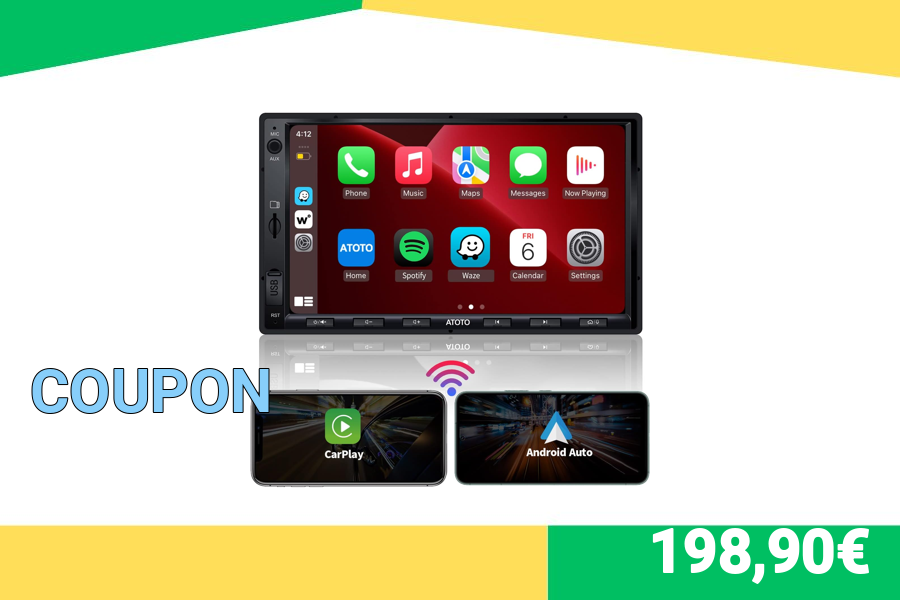 MIC
4:12
AUX
Phone
Music
Maps
Messages
Now Playing
W
ATOTO
FRI
6
Home
Spotify
Waze
Calendar
Settings
USB
RST
ATOTO
COUPON
CarPlay
Android Auto
198,90€